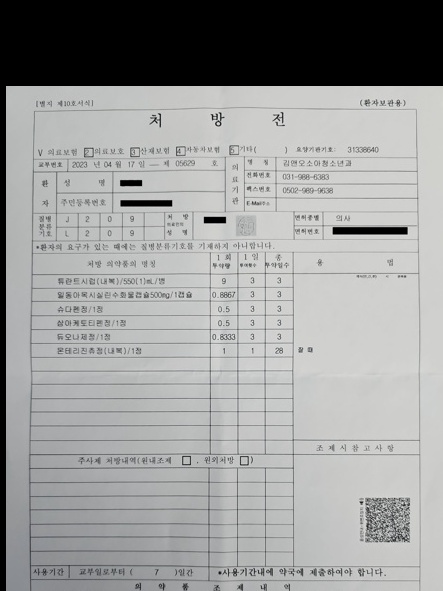 [별지 제10호서식]
(환자보관용)
처 방 전
V 의료보험 2 의료보호 3 산재보험 4 자동차보험 5 기타( ) 요양기관기호: 31338640
교부번호 2023 년 04 월 17 일 — 제 05629 호
의료기관
명 칭 김앤오소아청소년과
전화번호 031-988-6383
팩스번호 0502-989-9638
E-Mail주소
환자
성 명
주민등록번호
질병분류기호
J 2 0 9
L 2 0 9
처 방 의료인의 성 명
면허종별 의사
면허번호
*환자의 요구가 있는 때에는 질병분류기호를 기재하지 아니합니다.
처방 의약품의 명칭 1 회 투약량 1 일 투여횟수 총 투약일수 용 법
튜란트시럽(내복)/550(1)mL/병 9 3 3
일동아목시실린수화물캡슐500mg/1캡슐 0.8867 3 3
슈다펜정/1정 0.5 3 3
삼아케토티펜정/1정 0.5 3 3
듀오나제정/1정 0.8333 3 3
몬테리진츄정(내복)/1정 1 1 28 잘 때
조 제 시 참 고 사 항
주사제 처방내역(원내조제 □ , 원외처방 □)
사용기간 교부일로부터 ( 7 )일간 *사용기간내에 약국에 제출하여야 합니다.
의 약 품 조 제 내 역